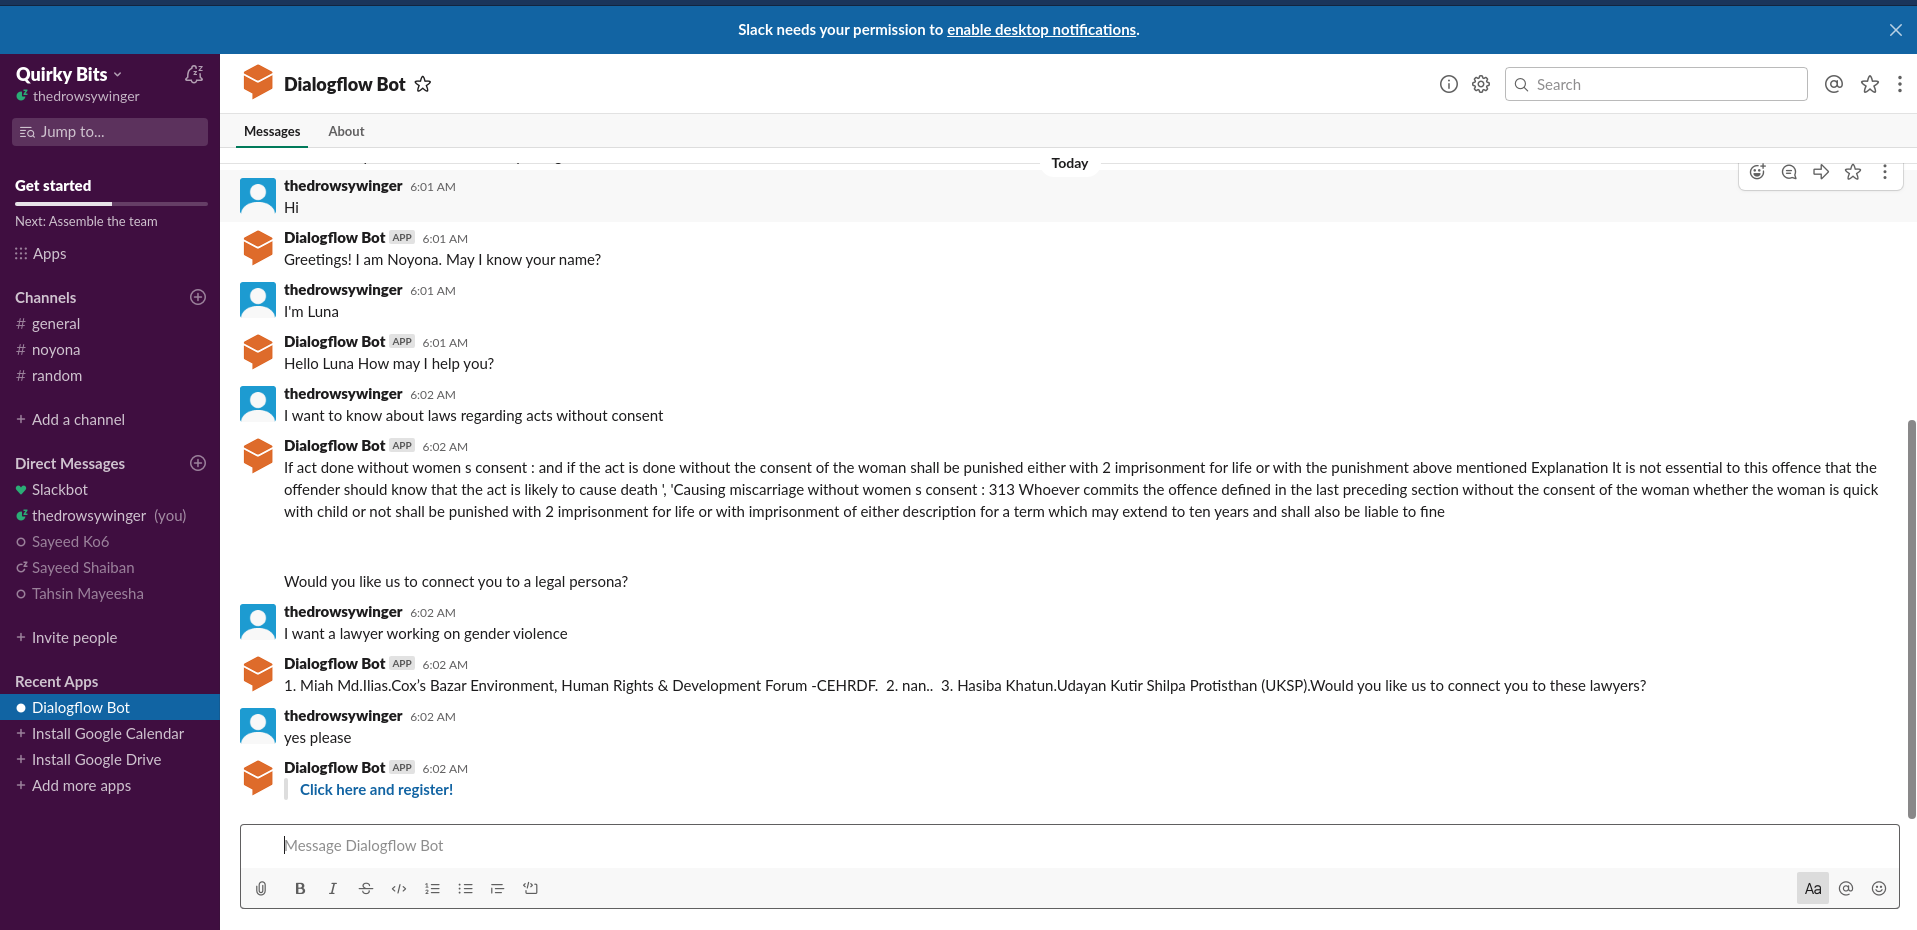 Slack needs your permission to enable desktop notifications.
Quirky Bits
thedrowsywinger
Jump to...
Get started
Next: Assemble the team
Apps
Channels
# general
# noyona
# random
+ Add a channel
Direct Messages
Slackbot
thedrowsywinger (you)
Sayeed Ko6
Sayeed Shaiban
Tahsin Mayeesha
+ Invite people
Recent Apps
Dialogflow Bot
+ Install Google Calendar
+ Install Google Drive
+ Add more apps
Dialogflow Bot
Search
Messages About
Today
thedrowsywinger 6:01 AM
Hi
Dialogflow Bot APP 6:01 AM
Greetings! I am Noyona. May I know your name?
thedrowsywinger 6:01 AM
I'm Luna
Dialogflow Bot APP 6:01 AM
Hello Luna How may I help you?
thedrowsywinger 6:02 AM
I want to know about laws regarding acts without consent
Dialogflow Bot APP 6:02 AM
If act done without women s consent : and if the act is done without the consent of the woman shall be punished either with 2 imprisonment for life or with the punishment above mentioned Explanation It is not essential to this offence that the
offender should know that the act is likely to cause death ', 'Causing miscarriage without women s consent : 313 Whoever commits the offence defined in the last preceding section without the consent of the woman whether the woman is quick
with child or not shall be punished with 2 imprisonment for life or with imprisonment of either description for a term which may extend to ten years and shall also be liable to fine
Would you like us to connect you to a legal persona?
thedrowsywinger 6:02 AM
I want a lawyer working on gender violence
Dialogflow Bot APP 6:02 AM
1. Miah Md.Ilias.Cox's Bazar Environment, Human Rights & Development Forum -CEHRDF. 2. nan.. 3. Hasiba Khatun.Udayan Kutir Shilpa Protisthan (UKSP).Would you like us to connect you to these lawyers?
thedrowsywinger 6:02 AM
yes please
Dialogflow Bot APP 6:02 AM
Click here and register!
Message Dialogflow Bot
B I S </> Aa @